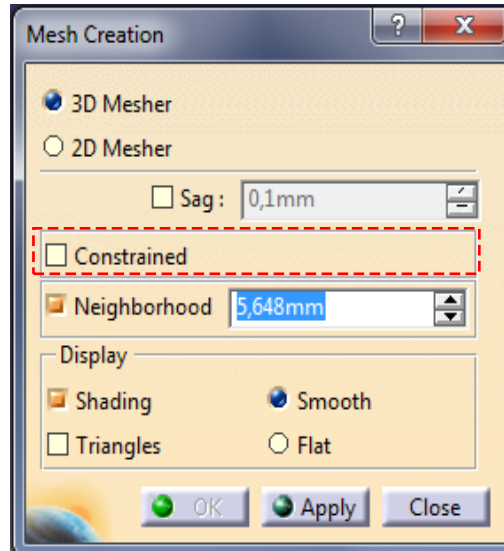 Mesh Creation
?
X
3D Mesher
2D Mesher
Sag :
0,1mm
Constrained
Neighborhood
5,648mm
Display
Shading
Smooth
Triangles
Flat
OK
Apply
Close